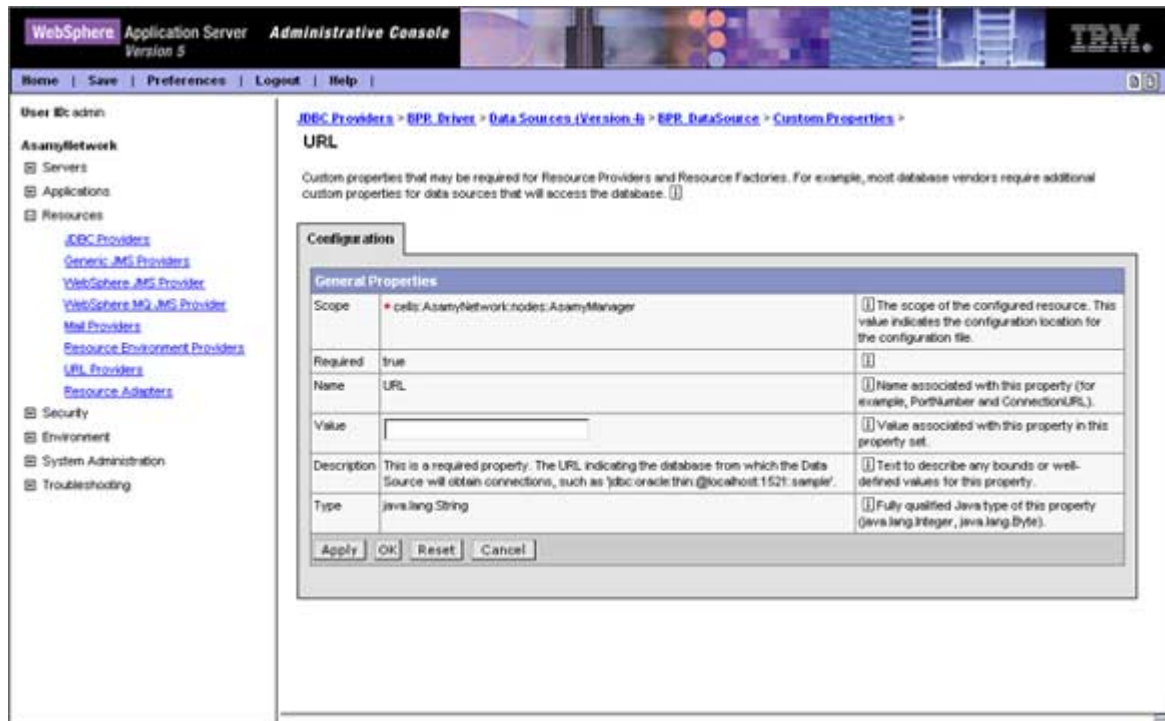 WebSphere Application Server Administrative Console
Version 5
IBM.
Home | Save | Preferences | Logout | Help |
User ID: admin
AsamyNetwork
Servers
Applications
Resources
JDBC Providers
Generic JMS Providers
WebSphere JMS Provider
WebSphere MQ JMS Provider
Mail Providers
Resource Environment Providers
URL Providers
Resource Adapters
Security
Environment
System Administration
Troubleshooting
JDBC Providers > BPR_Driver > Data Sources (Version 4) > BPR_DataSource > Custom Properties >
URL
Custom properties that may be required for Resource Providers and Resource Factories. For example, most database vendors require additional
custom properties for data sources that will access the database. [i]
Configuration
General Properties
Scope
* cells:AsamyNetwork:nodes:AsamyManager
[i] The scope of the configured resource. This
value indicates the configuration location for
the configuration file.
Required
true
[i]
Name
URL
[i] Name associated with this property (for
example, PortNumber and ConnectionURL).
Value
[i] Value associated with this property in this
property set.
Description
This is a required property. The URL indicating the database from which the Data
Source will obtain connections, such as 'jdbc:oracle:thin:@localhost:1521:sample'.
[i] Text to describe any bounds or well-
defined values for this property.
Type
java.lang.String
[i] Fully qualified Java type of this property
(java.lang.Integer, java.lang.Byte).
Apply OK Reset Cancel